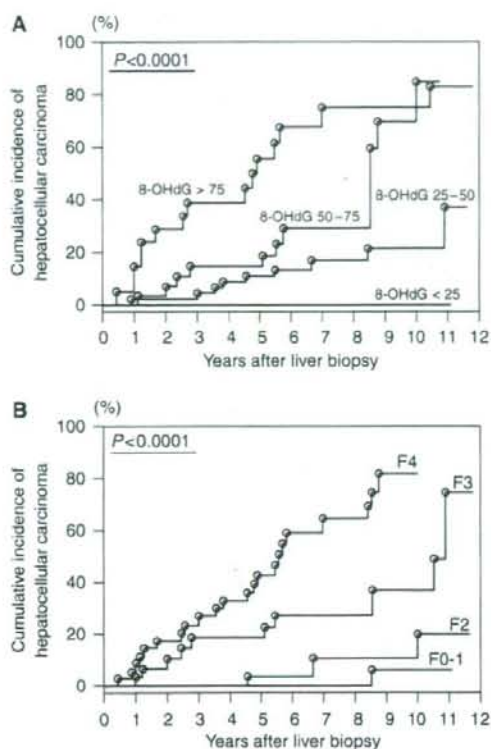 A
(%)
100
80
60
40
20
0
P<0.0001
8-OHdG > 75
8-OHdG 50-75
8-OHdG 25-50
8-OHdG < 25
Cumulative incidence of
hepatocellular carcinoma
0 1 2 3 4 5 6 7 8 9 10 11 12
Years after liver biopsy
B
(%)
100
80
60
40
20
0
P<0.0001
F4
F3
F2
F0-1
Cumulative incidence of
hepatocellular carcinoma
0 1 2 3 4 5 6 7 8 9 10 11 12
Years after liver biopsy